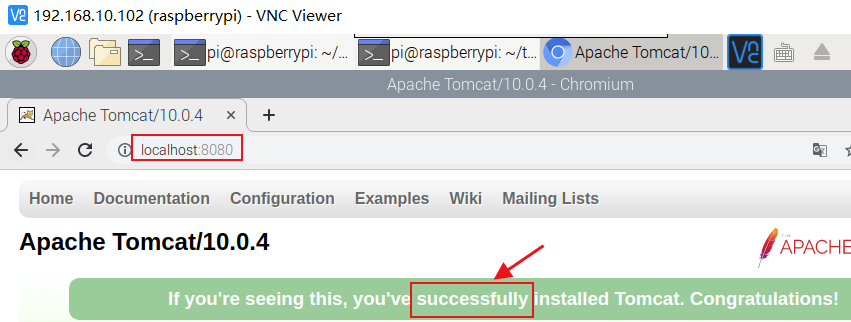 192.168.10.102 (raspberrypi) - VNC Viewer
pi@raspberrypi: ~/… pi@raspberrypi: ~/t… Apache Tomcat/10…
Apache Tomcat/10.0.4 - Chromium
Apache Tomcat/10.0.4
localhost:8080
Home Documentation Configuration Examples Wiki Mailing Lists
Apache Tomcat/10.0.4
APACHE
If you're seeing this, you've successfully installed Tomcat. Congratulations!